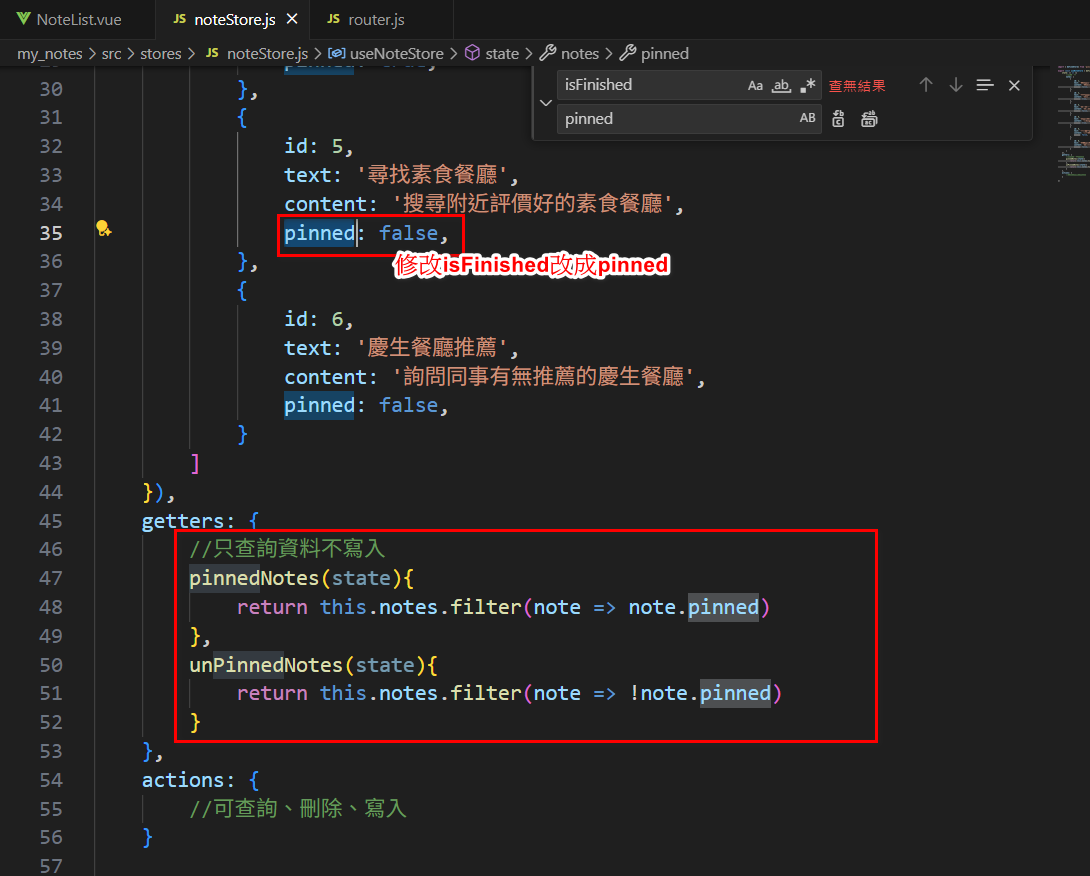 NoteList.vue
JS noteStore.js
JS router.js
my_notes > src > stores > JS noteStore.js > useNoteStore > state > notes > pinned
isFinished Aa ab .* 查無結果
pinned AB
30 },
31 {
32 id: 5,
33 text: '尋找素食餐廳',
34 content: '搜尋附近評價好的素食餐廳',
35 pinned: false,
修改isFinished改成pinned
36 },
37 {
38 id: 6,
39 text: '慶生餐廳推薦',
40 content: '詢問同事有無推薦的慶生餐廳',
41 pinned: false,
42 }
43 ]
44 }),
45 getters: {
46 //只查詢資料不寫入
47 pinnedNotes(state){
48 return this.notes.filter(note => note.pinned)
49 },
50 unPinnedNotes(state){
51 return this.notes.filter(note => !note.pinned)
52 }
53 },
54 actions: {
55 //可查詢、刪除、寫入
56 }
57